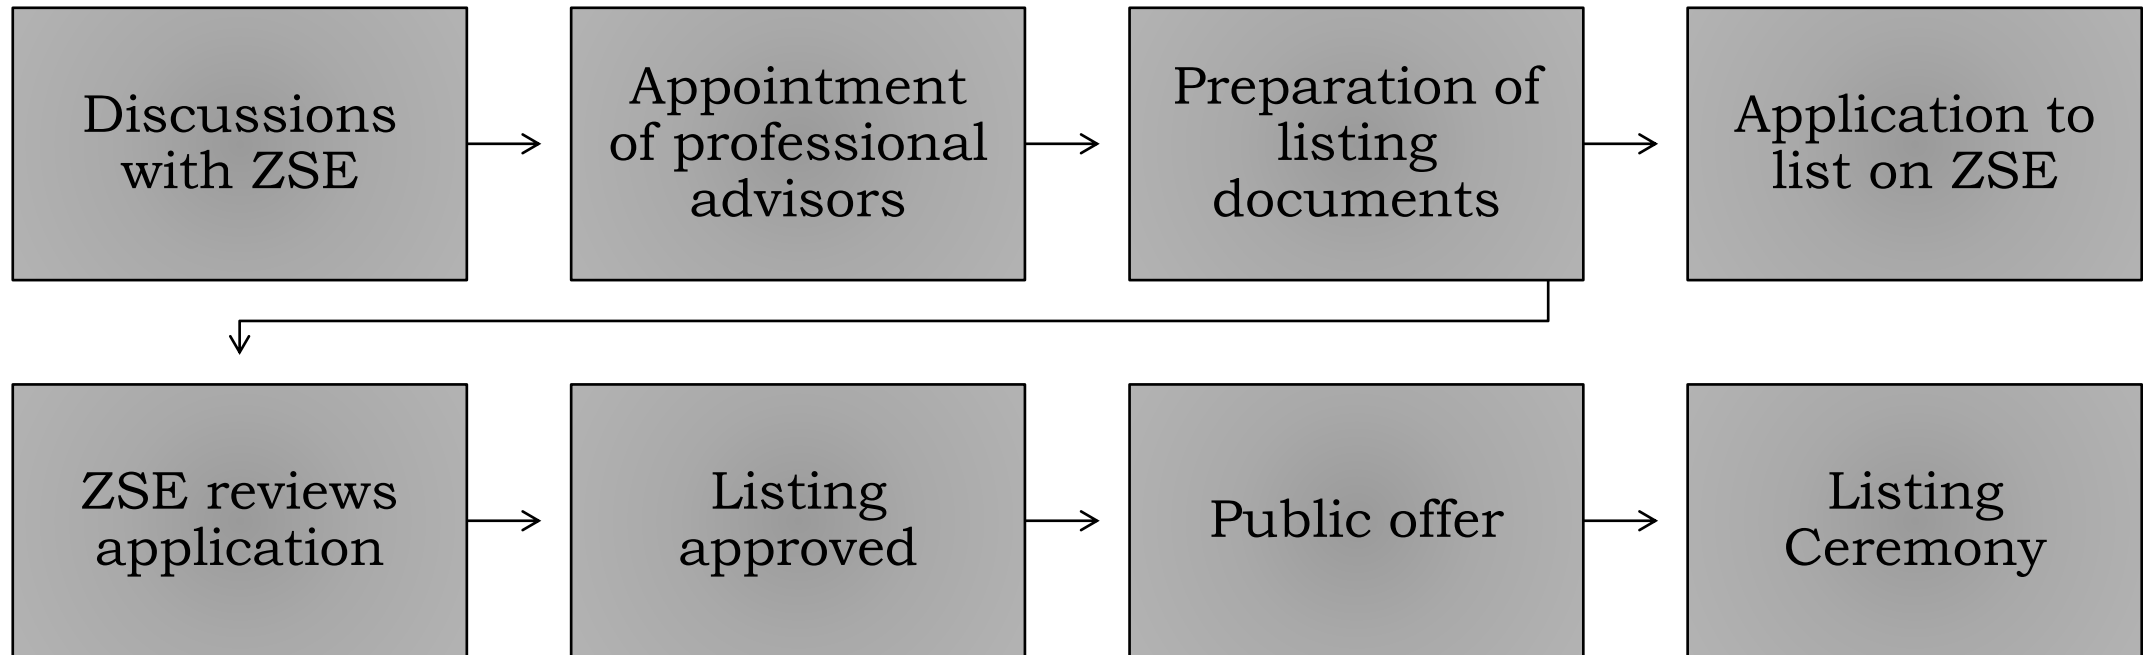 Discussions
with ZSE
Appointment
of professional
advisors
Preparation of
listing
documents
Application to
list on ZSE
ZSE reviews
application
Listing
approved
Public offer
Listing
Ceremony